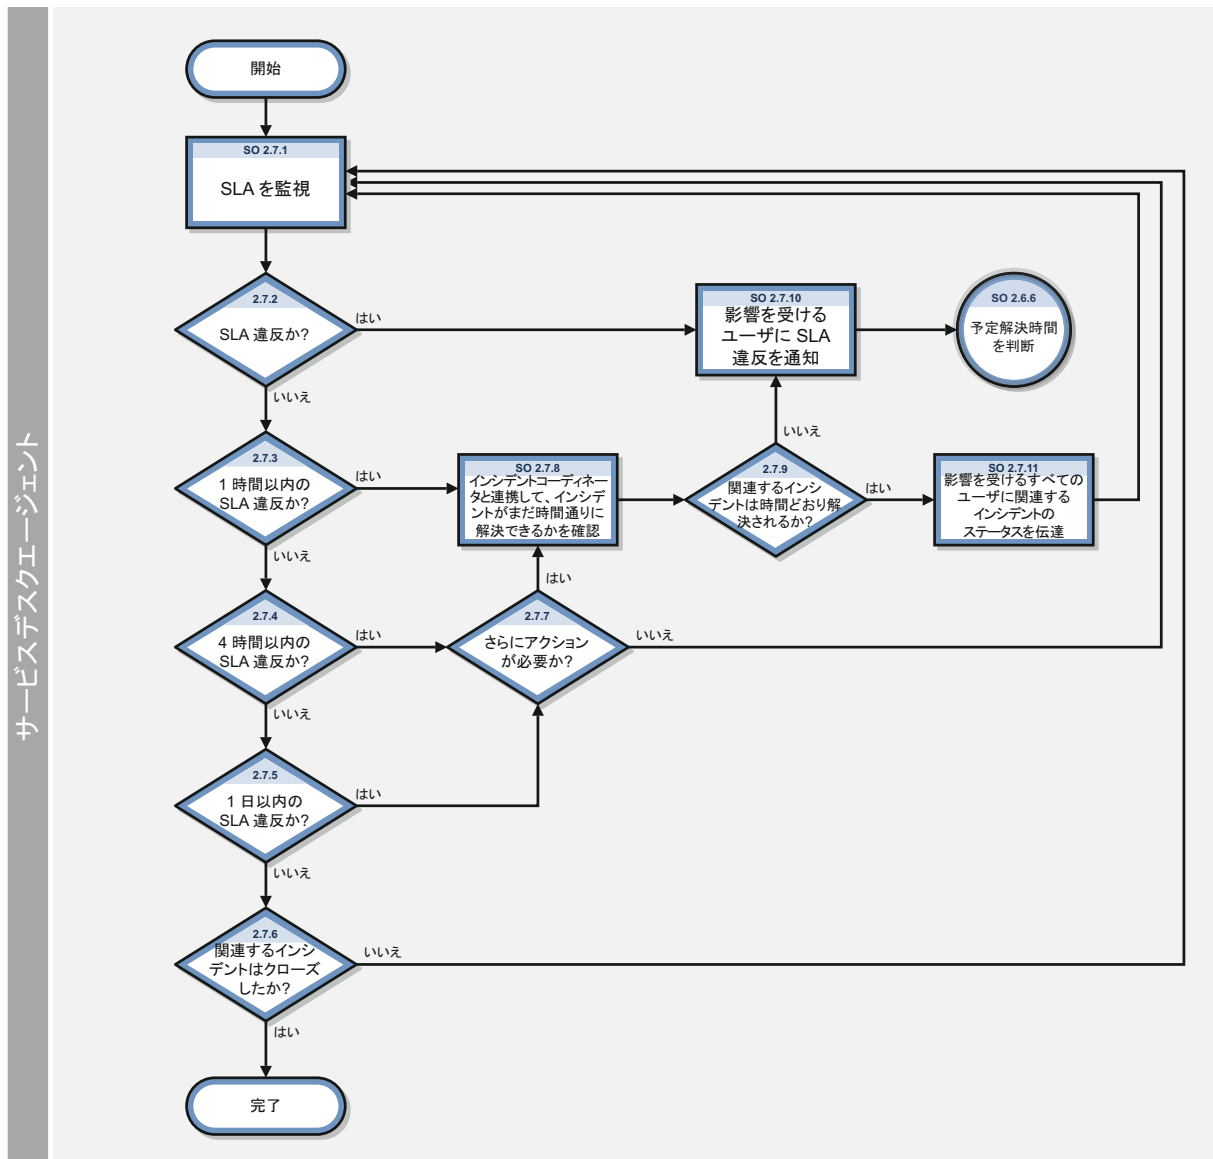 サービスデスクエージェント
開始
SO 2.7.1
SLA を監視
2.7.2
SLA 違反か?
はい
いいえ
SO 2.7.10
影響を受ける
ユーザに SLA
違反を通知
SO 2.6.6
予定解決時間
を判断
2.7.3
1 時間以内の
SLA 違反か?
はい
いいえ
SO 2.7.8
インシデントコーディネー
タと連携して、インシデ
ントがまだ時間通りに
解決できるかを確認
2.7.9
関連するインシ
デントは時間どおり解
決されるか?
いいえ
はい
SO 2.7.11
影響を受けるすべての
ユーザに関連する
インシデントの
ステータスを伝達
2.7.4
4 時間以内の
SLA 違反か?
はい
いいえ
2.7.7
さらにアクション
が必要か?
はい
いいえ
2.7.5
1 日以内の
SLA 違反か?
はい
いいえ
2.7.6
関連するインシ
デントはクローズ
したか?
いいえ
はい
完了